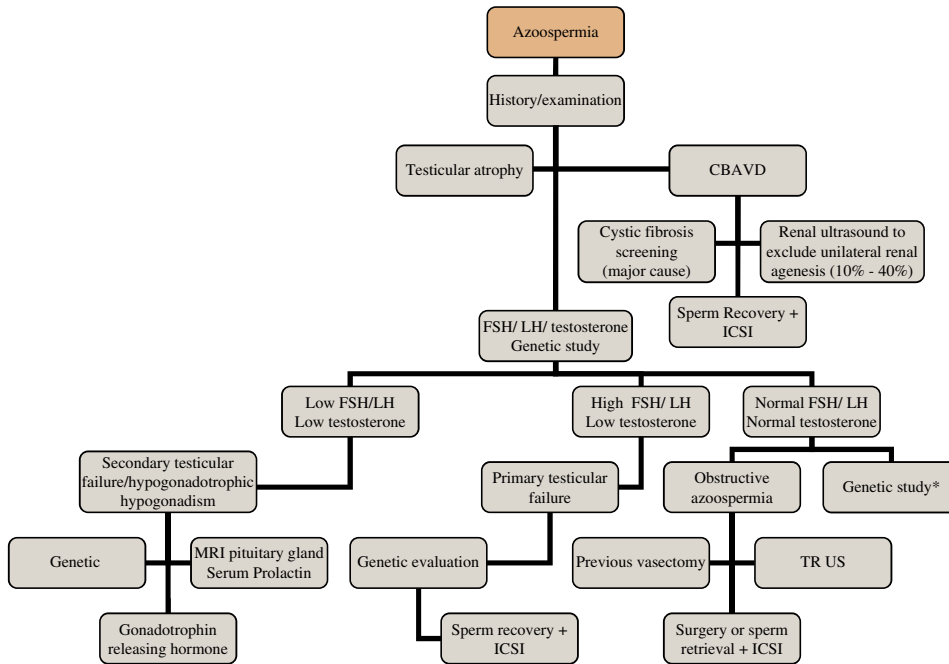 Azoospermia
History/examination
Testicular atrophy
CBAVD
Cystic fibrosis
screening
(major cause)
Renal ultrasound to
exclude unilateral renal
agenesis (10% - 40%)
Sperm Recovery +
ICSI
FSH/ LH/ testosterone
Genetic study
Low FSH/LH
Low testosterone
High FSH/ LH
Low testosterone
Normal FSH/ LH
Normal testosterone
Secondary testicular
failure/hypogonadotrophic
hypogonadism
Primary testicular
failure
Obstructive
azoospermia
Genetic study*
Genetic
MRI pituitary gland
Serum Prolactin
Genetic evaluation
Previous vasectomy
TR US
Gonadotrophin
releasing hormone
Sperm recovery +
ICSI
Surgery or sperm
retrieval + ICSI